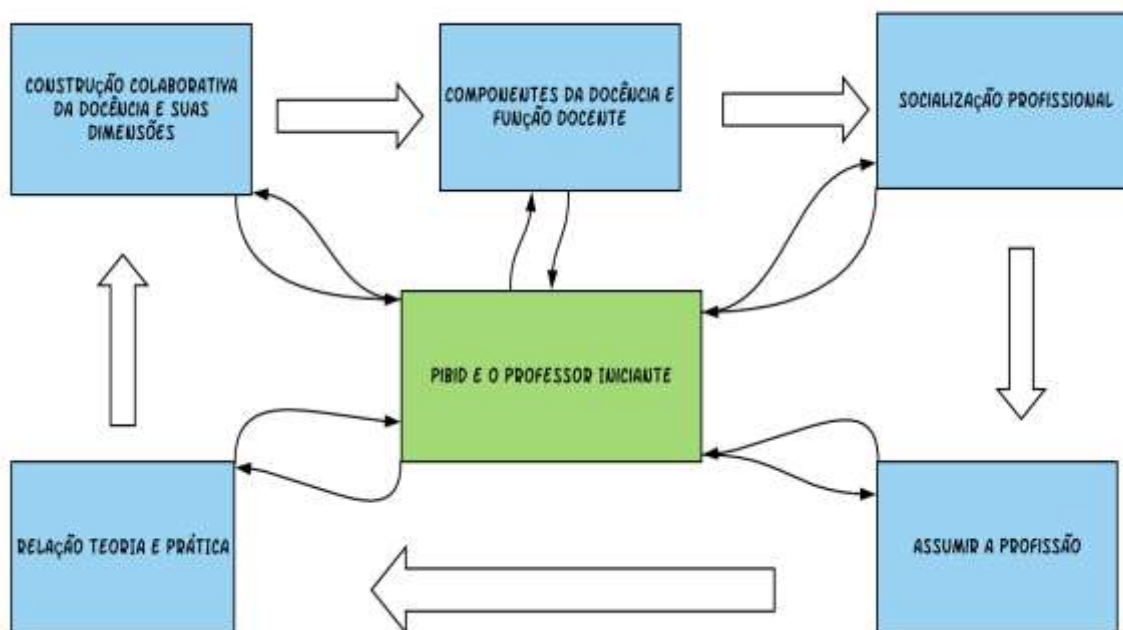 CONSTRUÇÃO COLABORATIVA
DA DOCÊNCIA E SUAS
DIMENSÕES
COMPONENTES DA DOCÊNCIA E
FUNÇÃO DOCENTE
SOCIALIZAÇÃO PROFISSIONAL
PIBID E O PROFESSOR INICIANTE
RELAÇÃO TEORIA E PRÁTICA
ASSUMIR A PROFISSÃO